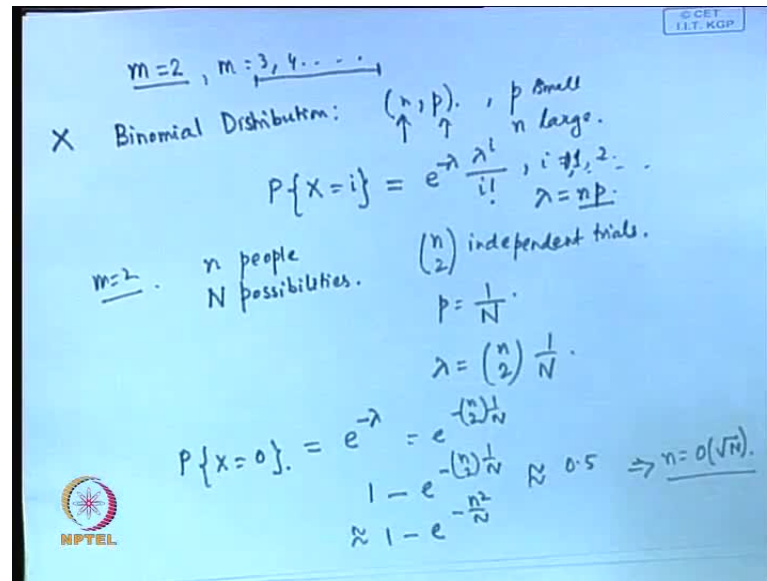 © CET
I.I.T. KGP
m=2, m=3, 4. . . . .
X Binomial Distribution: (n, p). , p small
n large.
P{X=i} = e^{-λ} λ^i / i! , i = 1, 2. . .
λ = np.
m=2. n people
N possibilities.
(n 2) independent trials.
p = 1/N.
λ = (n 2) 1/N.
P{X=0}. = e^{-λ} = e^{-(n 2) 1/N}
1 - e^{-(n 2) 1/N} ≈ 0.5 ⇒ n = O(√N).
≈ 1 - e^{-n²/N}
NPTEL